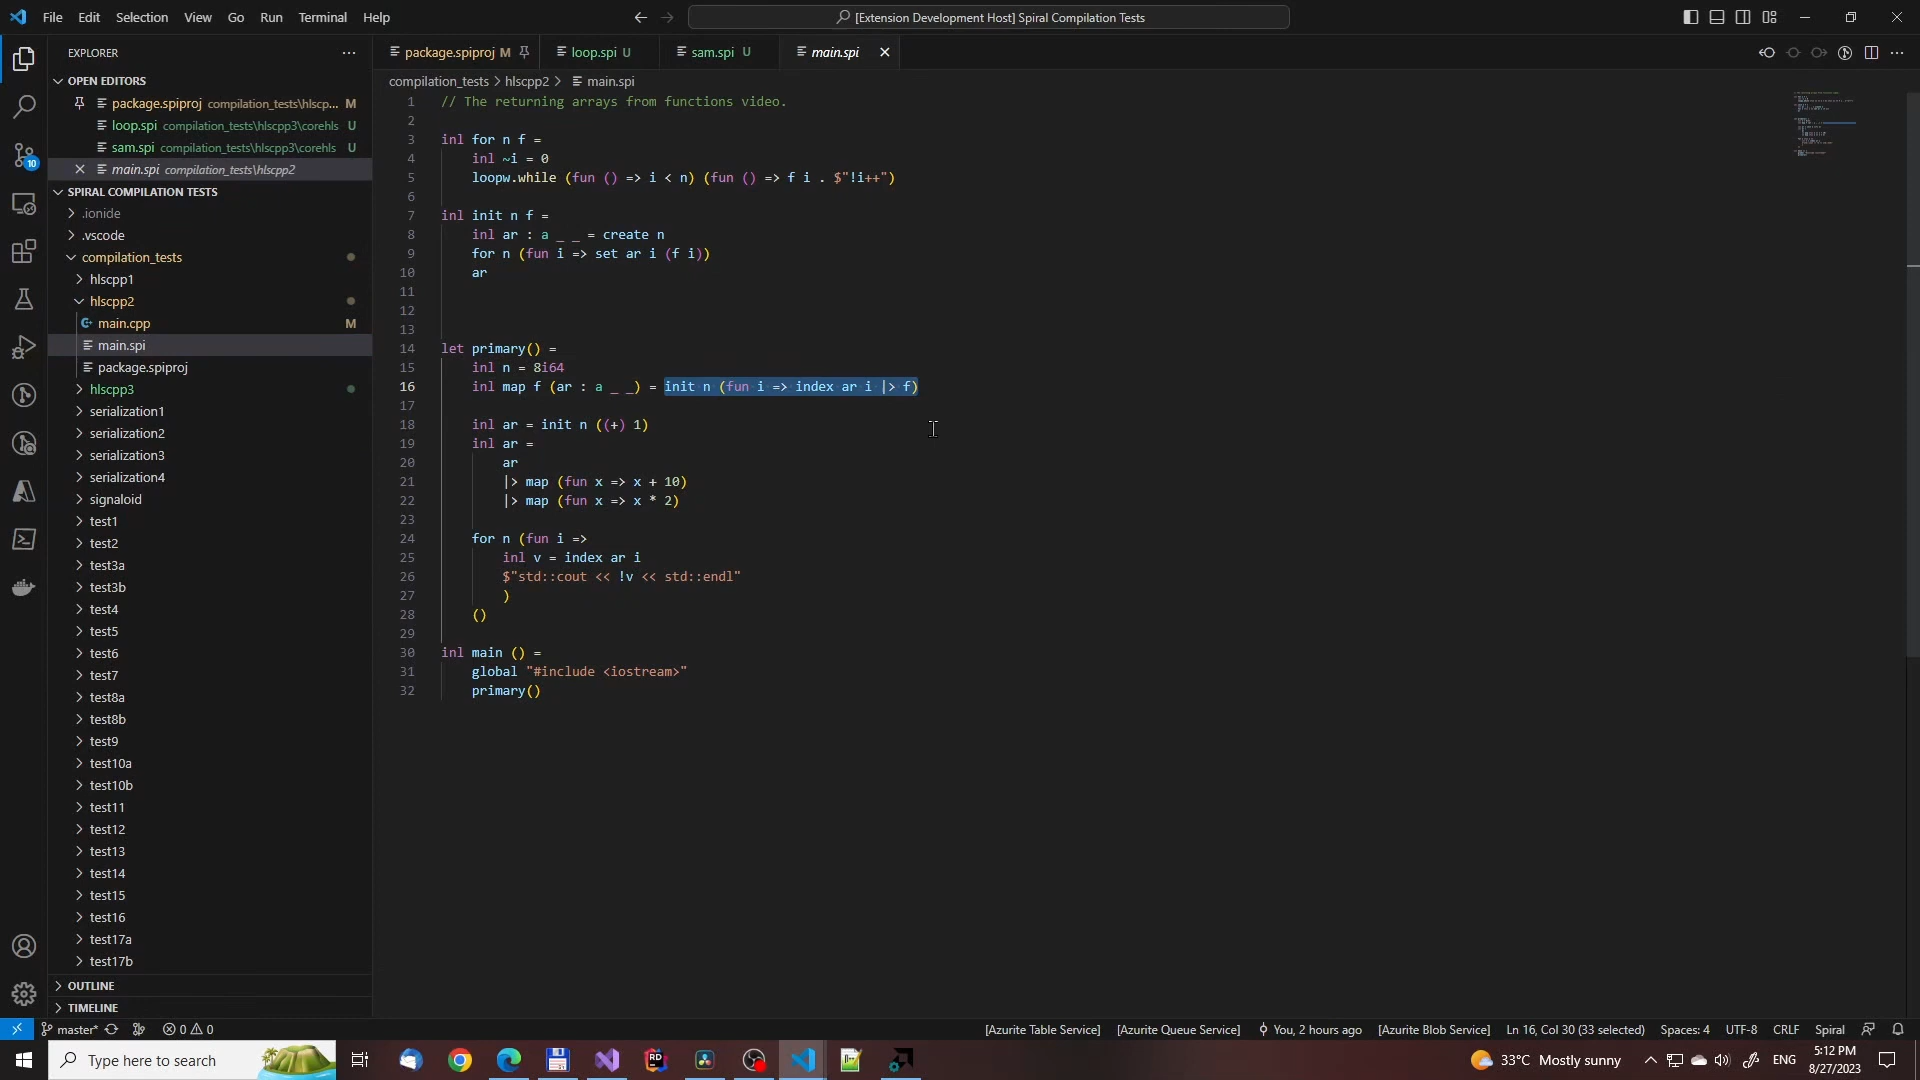 File Edit Selection View Go Run Terminal Help
[Extension Development Host] Spiral Compilation Tests
EXPLORER
OPEN EDITORS
package.spiproj compilation_tests\hlscp... M
loop.spi compilation_tests\hlscpp3\corehls U
sam.spi compilation_tests\hlscpp3\corehls U
main.spi compilation_tests\hlscpp2
SPIRAL COMPILATION TESTS
.ionide
.vscode
compilation_tests
hlscpp1
hlscpp2
main.cpp M
main.spi
package.spiproj
hlscpp3
serialization1
serialization2
serialization3
serialization4
signaloid
test1
test2
test3a
test3b
test4
test5
test6
test7
test8a
test8b
test9
test10a
test10b
test11
test12
test13
test14
test15
test16
test17a
test17b
OUTLINE
TIMELINE
10
package.spiproj M loop.spi U sam.spi U main.spi
compilation_tests > hlscpp2 > main.spi
1 // The returning arrays from functions video.
2
3 inl for n f =
4 inl ~i = 0
5 loopw.while (fun () => i < n) (fun () => f i . $"!i++")
6
7 inl init n f =
8 inl ar : a _ _ = create n
9 for n (fun i => set ar i (f i))
10 ar
11
12
13
14 let primary() =
15 inl n = 8i64
16 inl map f (ar : a _ _) = init n (fun i => index ar i |> f)
17
18 inl ar = init n ((+) 1)
19 inl ar =
20 ar
21 |> map (fun x => x + 10)
22 |> map (fun x => x * 2)
23
24 for n (fun i =>
25 inl v = index ar i
26 $"std::cout << !v << std::endl"
27 )
28 ()
29
30 inl main () =
31 global "#include <iostream>"
32 primary()
master* 0 0 [Azurite Table Service] [Azurite Queue Service] You, 2 hours ago [Azurite Blob Service] Ln 16, Col 30 (33 selected) Spaces: 4 UTF-8 CRLF Spiral
Type here to search
RD
33°C Mostly sunny
ENG
5:12 PM
8/27/2023